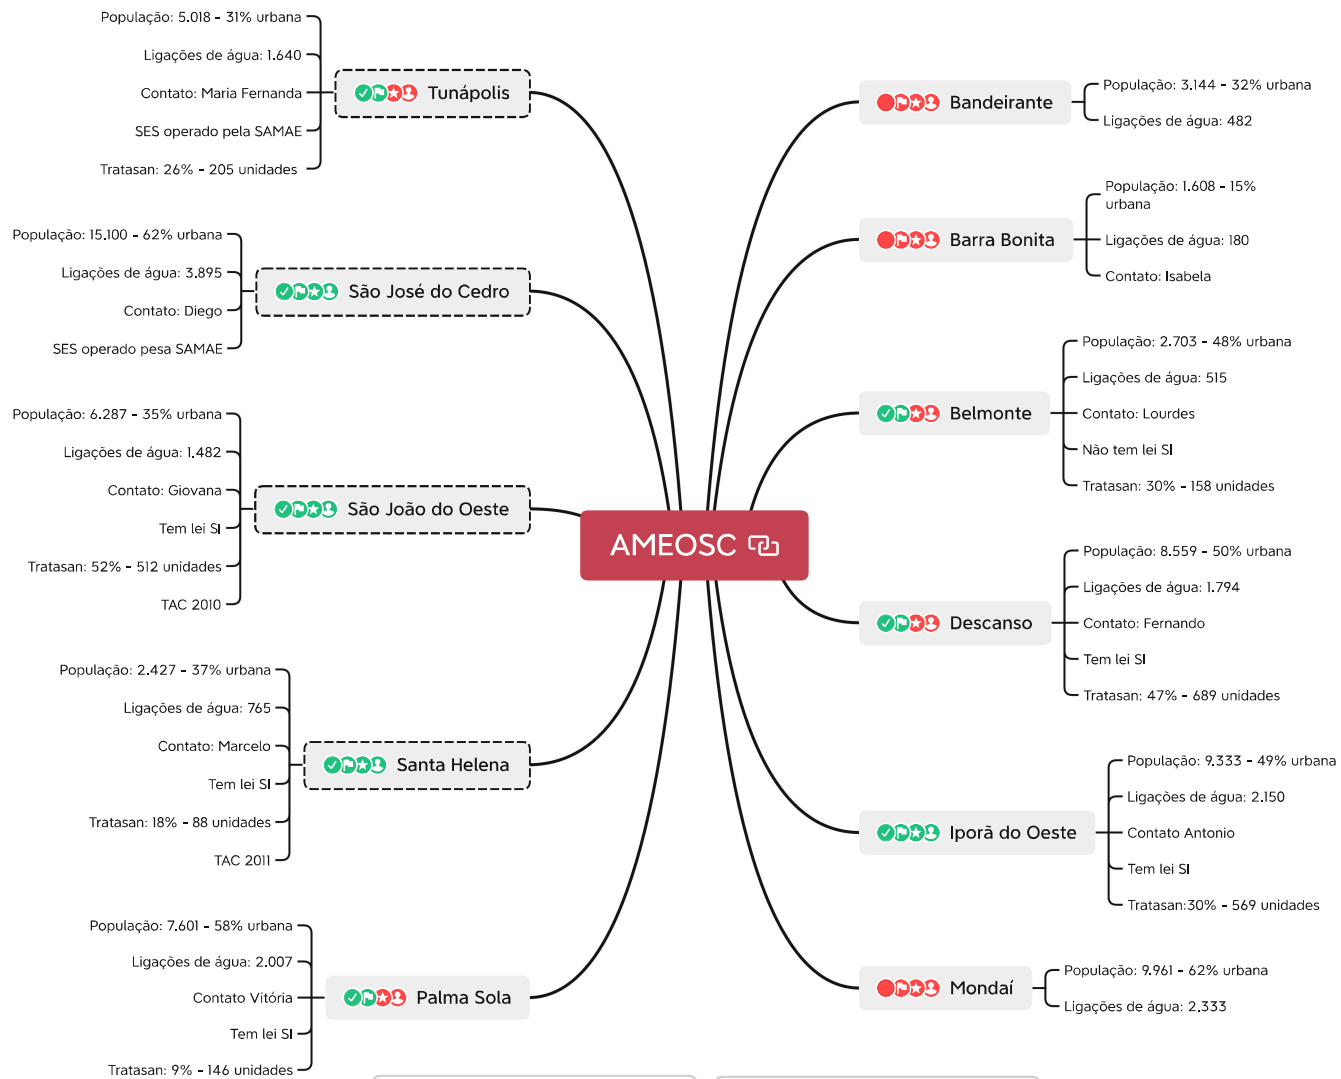 População: 5.018 - 31% urbana
Ligações de água: 1.640
Contato: Maria Fernanda
SES operado pela SAMAE
Tratasan: 26% - 205 unidades
Tunápolis
População: 15.100 - 62% urbana
Ligações de água: 3.895
Contato: Diego
SES operado pesa SAMAE
São José do Cedro
População: 6.287 - 35% urbana
Ligações de água: 1.482
Contato: Giovana
Tem lei SI
Tratasan: 52% - 512 unidades
TAC 2010
São João do Oeste
População: 2.427 - 37% urbana
Ligações de água: 765
Contato: Marcelo
Tem lei SI
Tratasan: 18% - 88 unidades
TAC 2011
Santa Helena
População: 7.601 - 58% urbana
Ligações de água: 2.007
Contato Vitória
Tem lei SI
Tratasan: 9% - 146 unidades
Palma Sola
AMEOSC
Bandeirante
População: 3.144 - 32% urbana
Ligações de água: 482
Barra Bonita
População: 1.608 - 15%
urbana
Ligações de água: 180
Contato: Isabela
Belmonte
População: 2.703 - 48% urbana
Ligações de água: 515
Contato: Lourdes
Não tem lei SI
Tratasan: 30% - 158 unidades
Descanso
População: 8.559 - 50% urbana
Ligações de água: 1.794
Contato: Fernando
Tem lei SI
Tratasan: 47% - 689 unidades
Iporã do Oeste
População: 9.333 - 49% urbana
Ligações de água: 2.150
Contato Antonio
Tem lei SI
Tratasan:30% - 569 unidades
Mondaí
População: 9.961 - 62% urbana
Ligações de água: 2.333